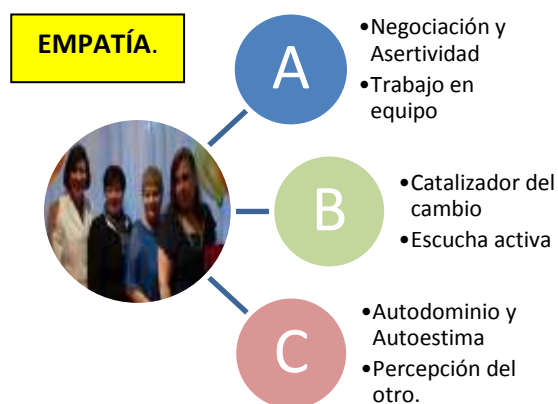 EMPATÍA.
A
•Negociación y
Asertividad
•Trabajo en
equipo
B
•Catalizador del
cambio
•Escucha activa
C
•Autodominio y
Autoestima
•Percepción del
otro.